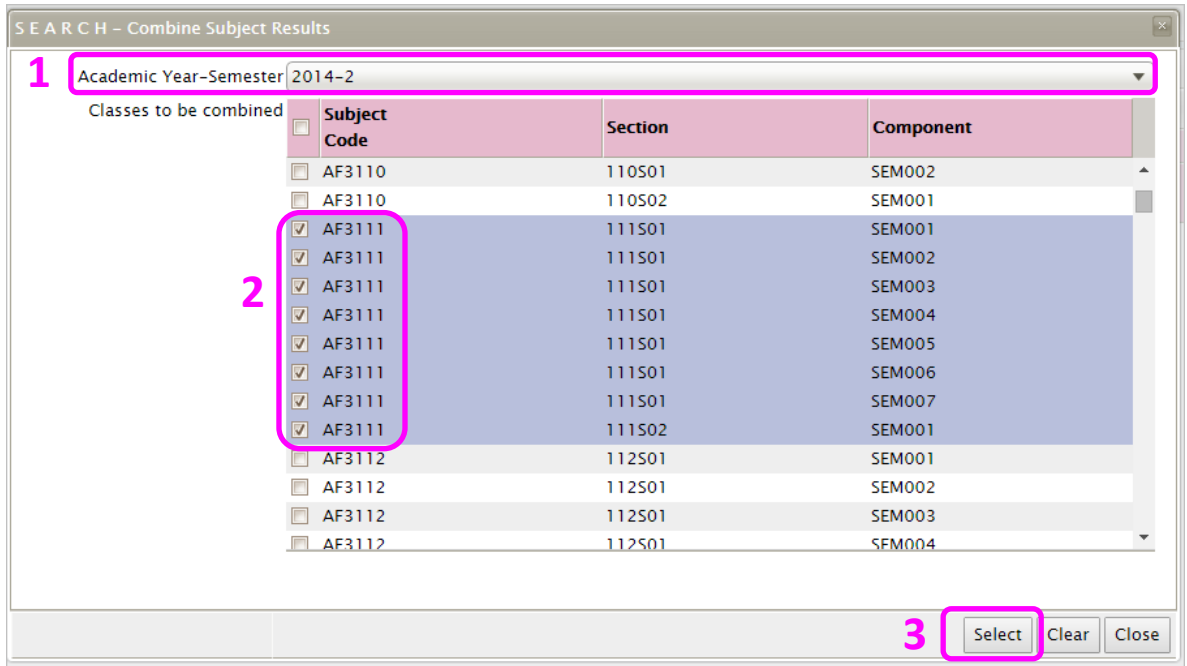 S E A R C H – Combine Subject Results
1 Academic Year–Semester 2014–2
Classes to be combined
Subject Code Section Component
AF3110 110S01 SEM002
AF3110 110S02 SEM001
AF3111 111S01 SEM001
AF3111 111S01 SEM002
2 AF3111 111S01 SEM003
AF3111 111S01 SEM004
AF3111 111S01 SEM005
AF3111 111S01 SEM006
AF3111 111S01 SEM007
AF3111 111S02 SEM001
AF3112 112S01 SEM001
AF3112 112S01 SEM002
AF3112 112S01 SEM003
AF3112 112S01 SEM004
3 Select Clear Close